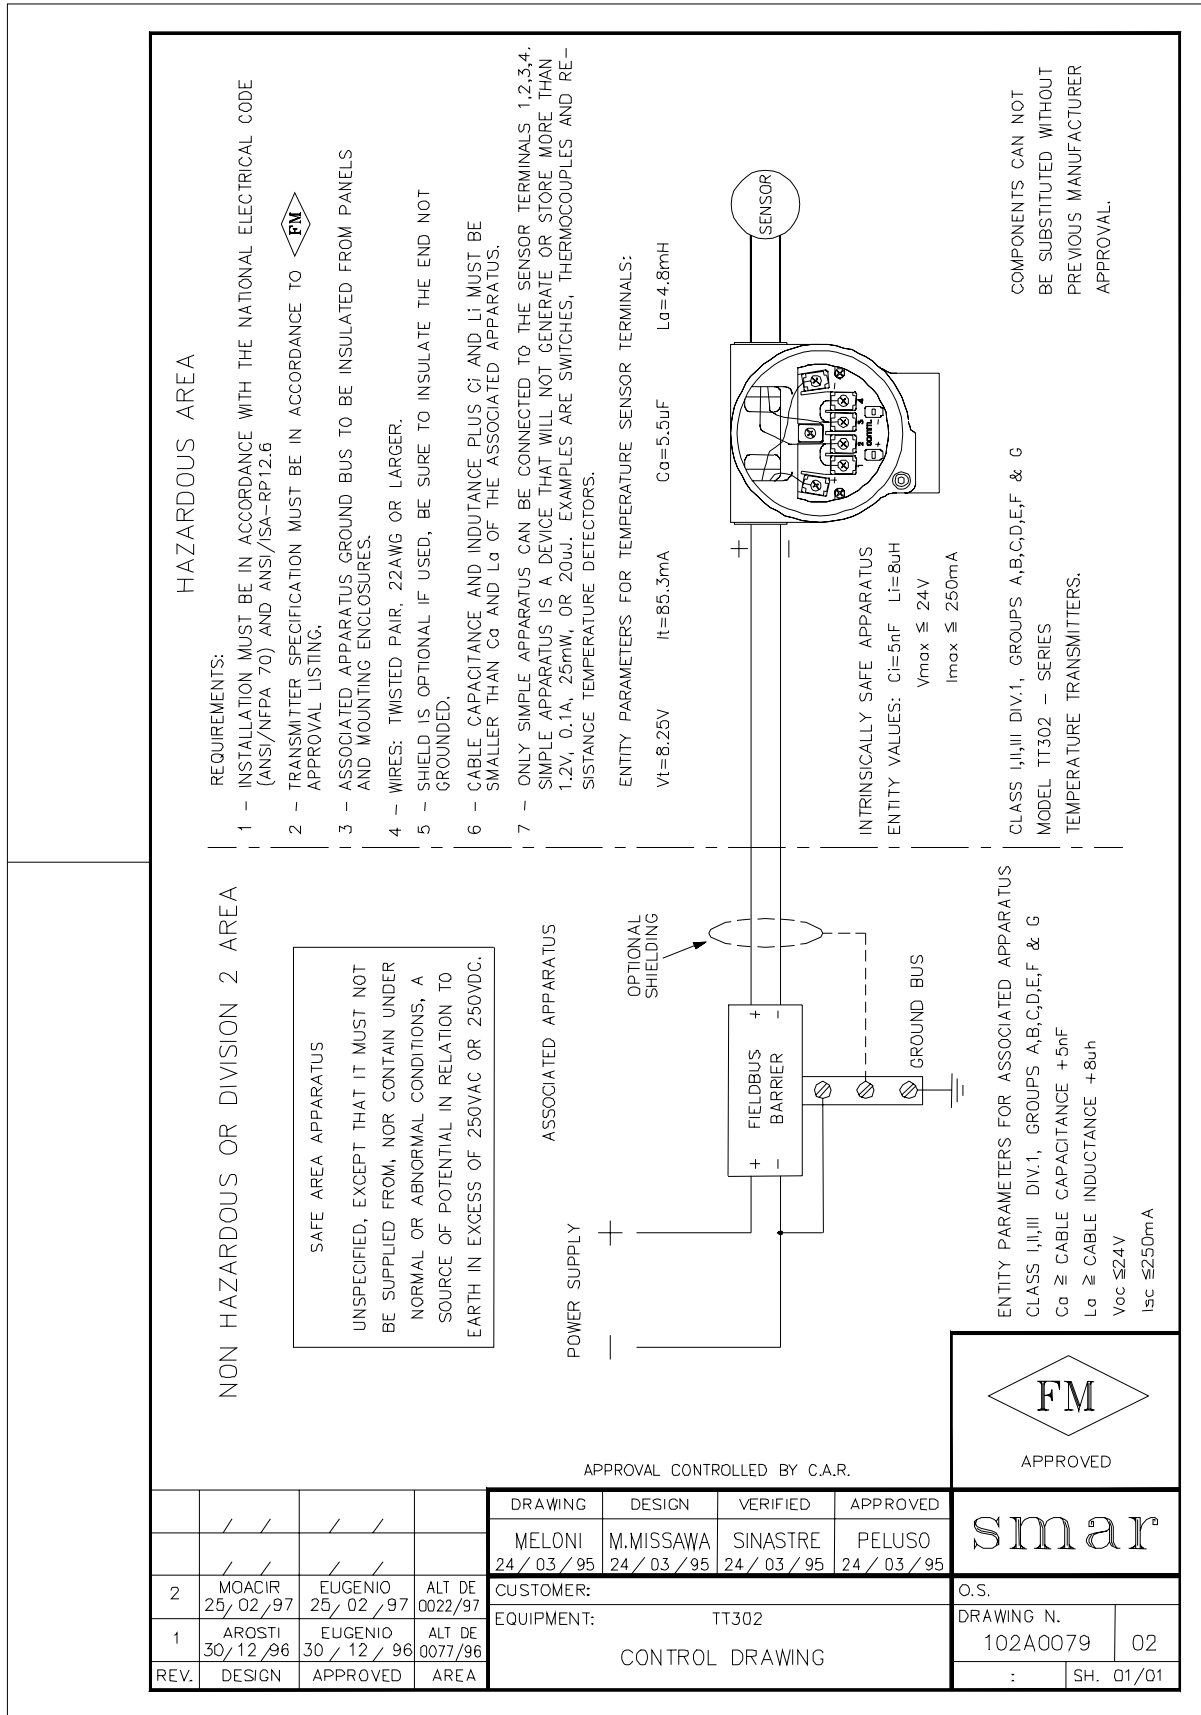 NON HAZARDOUS OR DIVISION 2 AREA
SAFE AREA APPARATUS
UNSPECIFIED, EXCEPT THAT IT MUST NOT
BE SUPPLIED FROM, NOR CONTAIN UNDER
NORMAL OR ABNORMAL CONDITIONS, A
SOURCE OF POTENTIAL IN RELATION TO
EARTH IN EXCESS OF 250VAC OR 250VDC.
ASSOCIATED APPARATUS
OPTIONAL
SHIELDING
POWER SUPPLY
+
-
+
-
FIELDBUS
BARRIER
+
-
GROUND BUS
ENTITY PARAMETERS FOR ASSOCIATED APPARATUS
CLASS I,II,III DIV.1, GROUPS A,B,C,D,E,F & G
Ca ≥ CABLE CAPACITANCE +5nF
La ≥ CABLE INDUCTANCE +8uh
Voc ≤24V
Isc ≤250mA
HAZARDOUS AREA
REQUIREMENTS:
1 - INSTALLATION MUST BE IN ACCORDANCE WITH THE NATIONAL ELECTRICAL CODE
(ANSI/NFPA 70) AND ANSI/ISA-RP12.6
2 - TRANSMITTER SPECIFICATION MUST BE IN ACCORDANCE TO FM
APPROVAL LISTING.
3 - ASSOCIATED APPARATUS GROUND BUS TO BE INSULATED FROM PANELS
AND MOUNTING ENCLOSURES.
4 - WIRES: TWISTED PAIR, 22AWG OR LARGER.
5 - SHIELD IS OPTIONAL IF USED, BE SURE TO INSULATE THE END NOT
GROUNDED.
6 - CABLE CAPACITANCE AND INDUTANCE PLUS Ci AND Li MUST BE
SMALLER THAN Ca AND La OF THE ASSOCIATED APPARATUS.
7 - ONLY SIMPLE APPARATUS CAN BE CONNECTED TO THE SENSOR TERMINALS 1,2,3,4.
SIMPLE APPARATUS IS A DEVICE THAT WILL NOT GENERATE OR STORE MORE THAN
1.2V, 0.1A, 25mW, OR 20uJ. EXAMPLES ARE SWITCHES, THERMOCOUPLES AND RE-
SISTANCE TEMPERATURE DETECTORS.
ENTITY PARAMETERS FOR TEMPERATURE SENSOR TERMINALS:
Vt=8.25V It=85.3mA Ca=5.5uF La=4.8mH
+
-
1 2 3 4
+ comm. -
SENSOR
INTRINSICALLY SAFE APPARATUS
ENTITY VALUES: Ci=5nF Li=8uH
Vmax ≤ 24V
Imax ≤ 250mA
CLASS I,II,III DIV.1, GROUPS A,B,C,D,E,F & G
MODEL TT302 - SERIES
TEMPERATURE TRANSMITTERS.
COMPONENTS CAN NOT
BE SUBSTITUTED WITHOUT
PREVIOUS MANUFACTURER
APPROVAL.
APPROVAL CONTROLLED BY C.A.R.
FM
APPROVED
DRAWING DESIGN VERIFIED APPROVED
MELONI M.MISSAWA SINASTRE PELUSO
24/03/95 24/03/95 24/03/95 24/03/95
smar
/ / / /
/ / / /
2 MOACIR EUGENIO ALT DE
25/02/97 25/02/97 0022/97
1 AROSTI EUGENIO ALT DE
30/12/96 30/12/96 0077/96
REV. DESIGN APPROVED AREA
CUSTOMER:
EQUIPMENT: TT302
CONTROL DRAWING
O.S.
DRAWING N.
102A0079 02
: SH. 01/01